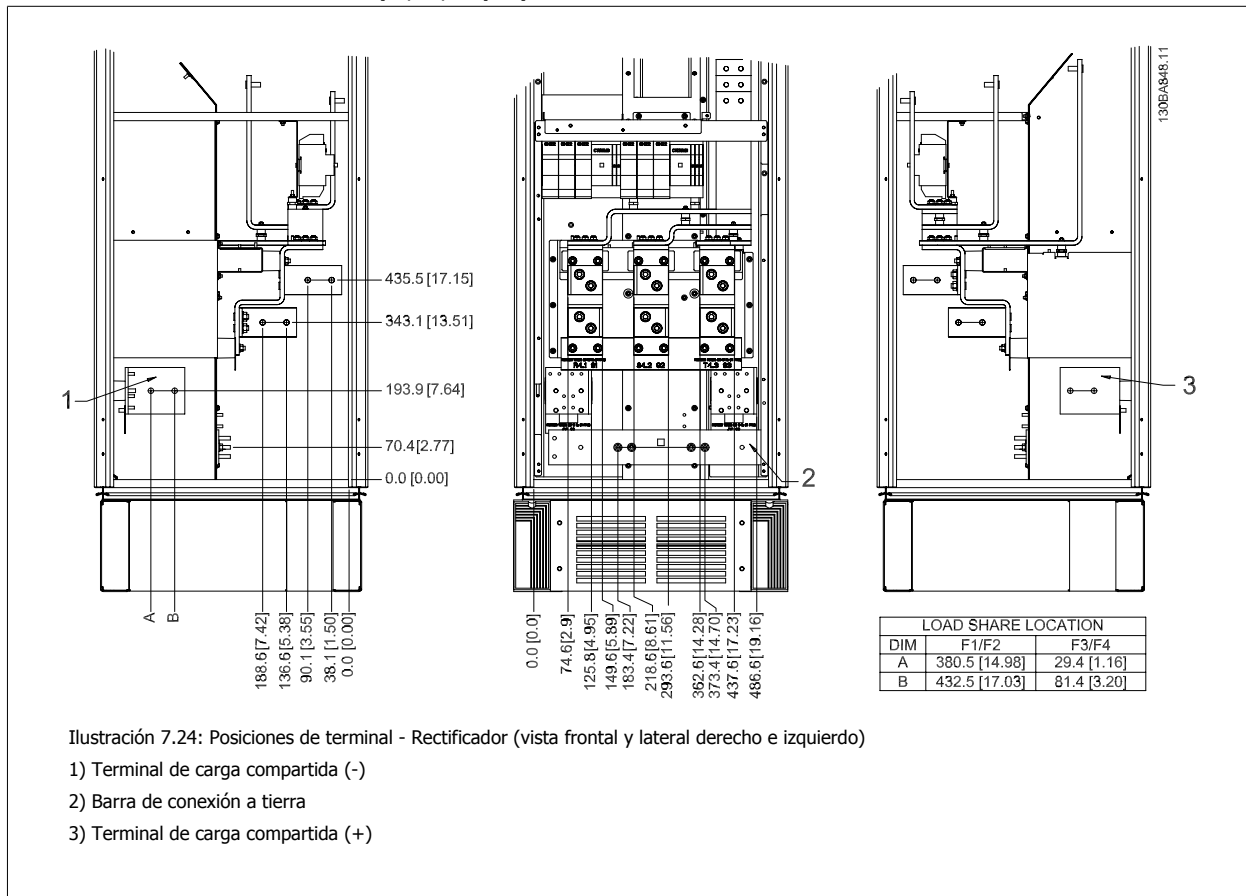 130BA848.11
435.5 [17.15]
343.1 [13.51]
193.9 [7.64]
70.4[2.77]
0.0 [0.00]
1
2
3
A
B
188.6[7.42]
136.6[5.38]
90.1 [3.55]
38.1 [1.50]
0.0 [0.00]
R/L1 91
S/L2 92
T/L3 93
0.0 [0.0]
74.6[2.9]
125.8[4.95]
149.6[5.89]
183.4[7.22]
218.6[8.61]
293.6[11.56]
362.6[14.28]
373.4[14.70]
437.6[17.23]
486.6[19.16]
LOAD SHARE LOCATION
DIM F1/F2 F3/F4
A 380.5 [14.98] 29.4 [1.16]
B 432.5 [17.03] 81.4 [3.20]
Ilustración 7.24: Posiciones de terminal - Rectificador (vista frontal y lateral derecho e izquierdo)
1) Terminal de carga compartida (-)
2) Barra de conexión a tierra
3) Terminal de carga compartida (+)